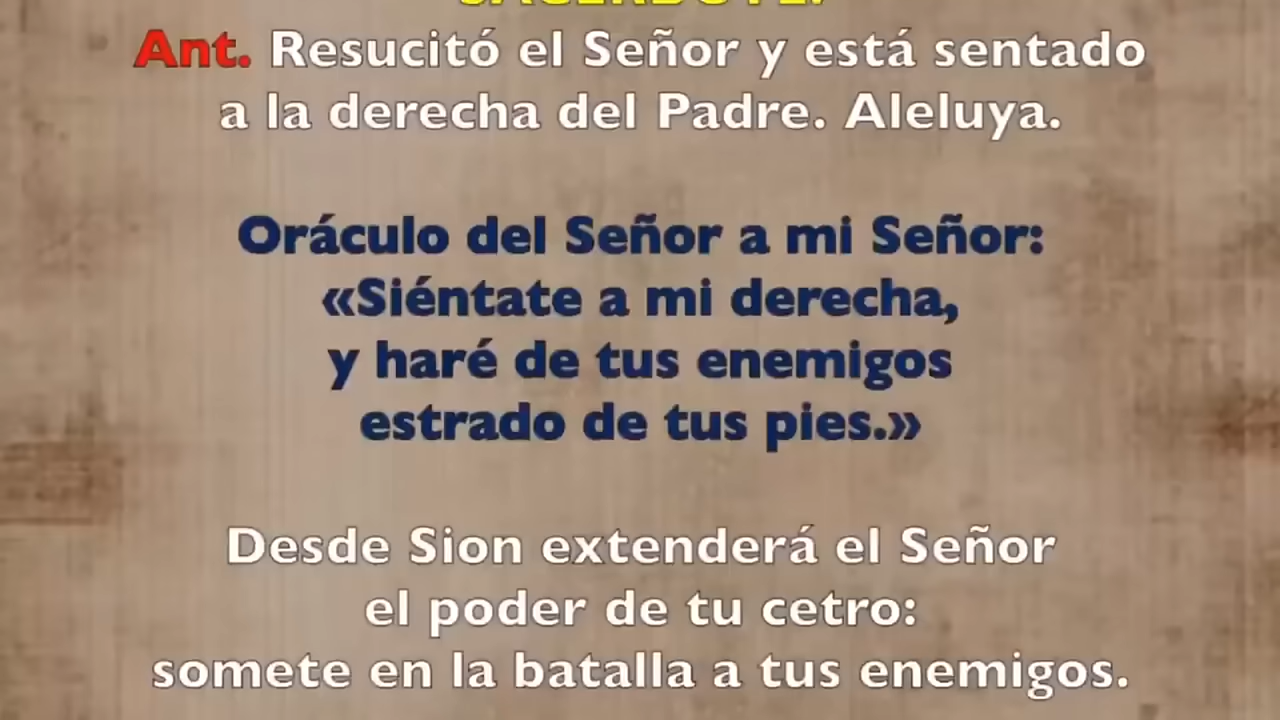 SACERDOTE.
Ant. Resucitó el Señor y está sentado
a la derecha del Padre. Aleluya.
Oráculo del Señor a mi Señor:
«Siéntate a mi derecha,
y haré de tus enemigos
estrado de tus pies.»
Desde Sion extenderá el Señor
el poder de tu cetro:
somete en la batalla a tus enemigos.